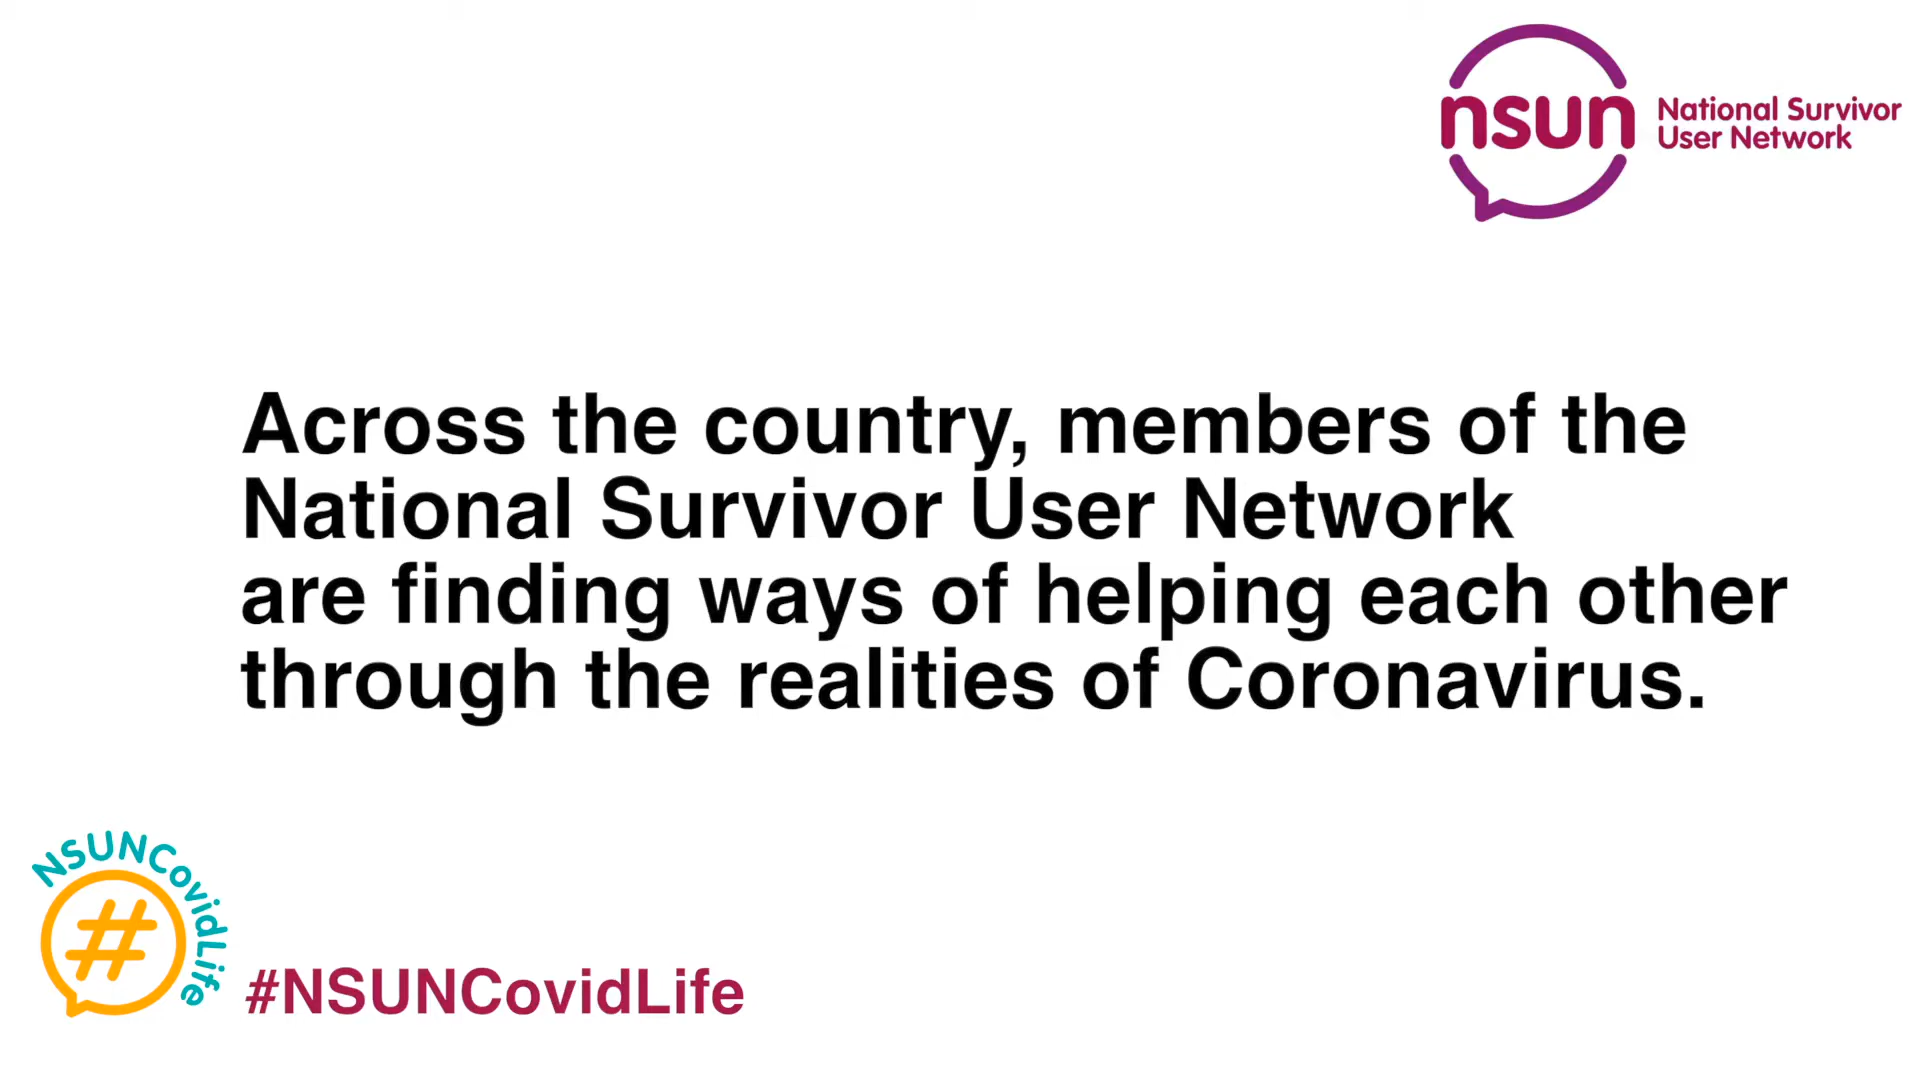 nsun
National Survivor
User Network
Across the country, members of the
National Survivor User Network
are finding ways of helping each other
through the realities of Coronavirus.
NSUNCovidLife
#
#NSUNCovidLife